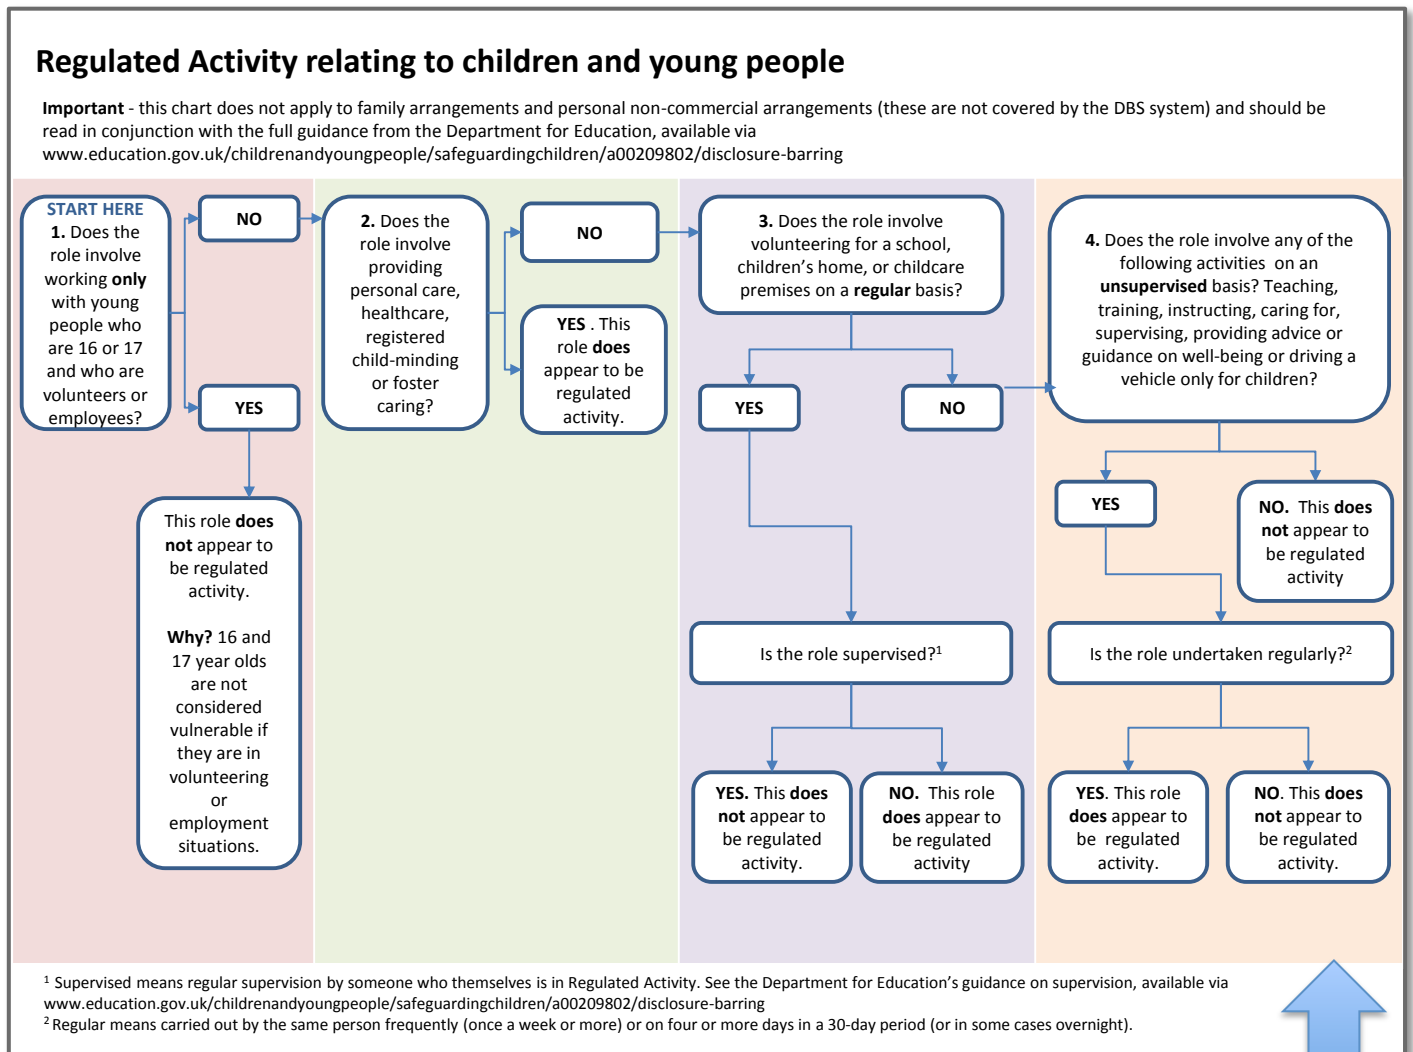 Regulated Activity relating to children and young people
Important - this chart does not apply to family arrangements and personal non-commercial arrangements (these are not covered by the DBS system) and should be
read in conjunction with the full guidance from the Department for Education, available via
www.education.gov.uk/childrenandyoungpeople/safeguardingchildren/a00209802/disclosure-barring
START HERE
1. Does the
role involve
working only
with young
people who
are 16 or 17
and who are
volunteers or
employees?
NO
YES
This role does
not appear to
be regulated
activity.
Why? 16 and
17 year olds
are not
considered
vulnerable if
they are in
volunteering
or
employment
situations.
2. Does the
role involve
providing
personal care,
healthcare,
registered
child-minding
or foster
caring?
NO
YES . This
role does
appear to be
regulated
activity.
3. Does the role involve
volunteering for a school,
children's home, or childcare
premises on a regular basis?
YES
NO
Is the role supervised?1
YES. This does
not appear to
be regulated
activity.
NO. This role
does appear to
be regulated
activity
4. Does the role involve any of the
following activities on an
unsupervised basis? Teaching,
training, instructing, caring for,
supervising, providing advice or
guidance on well-being or driving a
vehicle only for children?
YES
NO. This does
not appear to
be regulated
activity
Is the role undertaken regularly?2
YES. This role
does appear to
be regulated
activity.
NO. This does
not appear to
be regulated
activity.
1 Supervised means regular supervision by someone who themselves is in Regulated Activity. See the Department for Education's guidance on supervision, available via
www.education.gov.uk/childrenandyoungpeople/safeguardingchildren/a00209802/disclosure-barring
2 Regular means carried out by the same person frequently (once a week or more) or on four or more days in a 30-day period (or in some cases overnight).